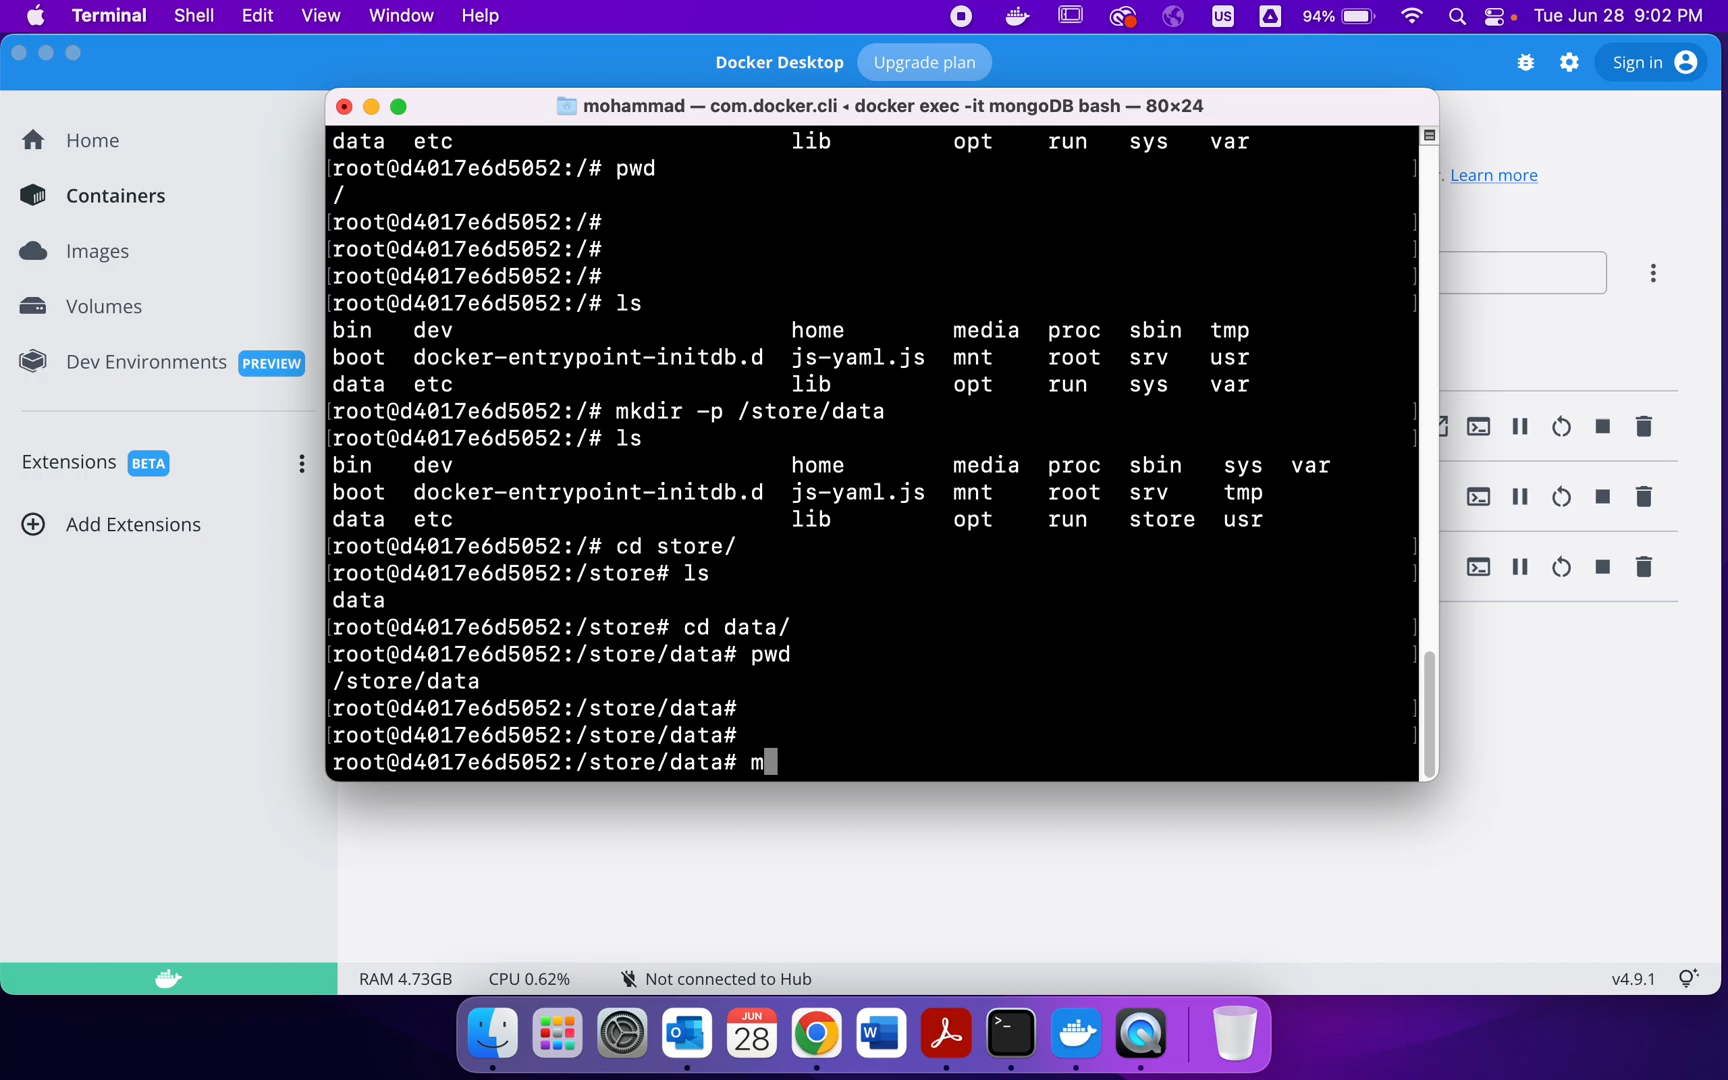 Terminal Shell Edit View Window Help US 94% Tue Jun 28 9:02 PM
Docker Desktop Upgrade plan Sign in
mohammad — com.docker.cli ◂ docker exec -it mongoDB bash — 80×24
Home
Containers
Images
Volumes
Dev Environments PREVIEW
Extensions BETA
Add Extensions
. Learn more
data etc lib opt run sys var
root@d4017e6d5052:/# pwd
/
root@d4017e6d5052:/#
root@d4017e6d5052:/#
root@d4017e6d5052:/#
root@d4017e6d5052:/# ls
bin dev home media proc sbin tmp
boot docker-entrypoint-initdb.d js-yaml.js mnt root srv usr
data etc lib opt run sys var
root@d4017e6d5052:/# mkdir -p /store/data
root@d4017e6d5052:/# ls
bin dev home media proc sbin sys var
boot docker-entrypoint-initdb.d js-yaml.js mnt root srv tmp
data etc lib opt run store usr
root@d4017e6d5052:/# cd store/
root@d4017e6d5052:/store# ls
data
root@d4017e6d5052:/store# cd data/
root@d4017e6d5052:/store/data# pwd
/store/data
root@d4017e6d5052:/store/data#
root@d4017e6d5052:/store/data#
root@d4017e6d5052:/store/data# m
RAM 4.73GB CPU 0.62% Not connected to Hub v4.9.1
JUN
28